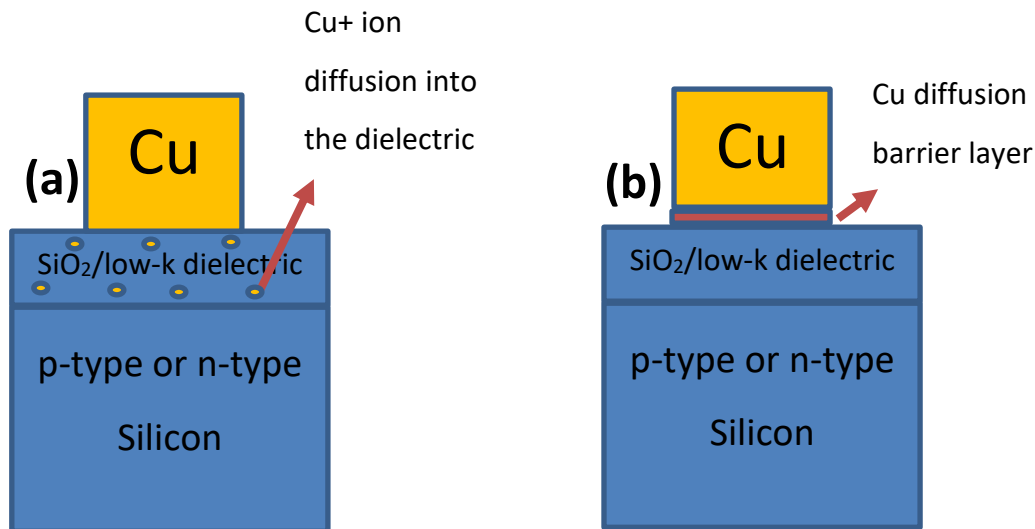 (a)
Cu
Cu+ ion
diffusion into
the dielectric
SiO₂/low-k dielectric
p-type or n-type
Silicon
(b)
Cu
Cu diffusion
barrier layer
SiO₂/low-k dielectric
p-type or n-type
Silicon